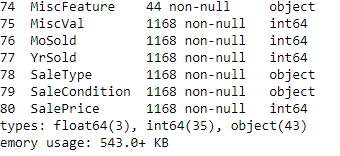 74 MiscFeature 44 non-null object
75 MiscVal 1168 non-null int64
76 MoSold 1168 non-null int64
77 YrSold 1168 non-null int64
78 SaleType 1168 non-null object
79 SaleCondition 1168 non-null object
80 SalePrice 1168 non-null int64
types: float64(3), int64(35), object(43)
emory usage: 543.0+ KB